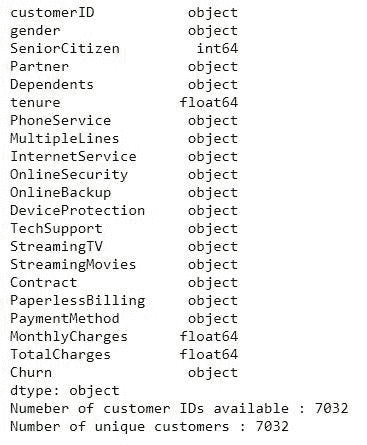 customerID object
gender object
SeniorCitizen int64
Partner object
Dependents object
tenure float64
PhoneService object
MultipleLines object
InternetService object
OnlineSecurity object
OnlineBackup object
DeviceProtection object
TechSupport object
StreamingTV object
StreamingMovies object
Contract object
PaperlessBilling object
PaymentMethod object
MonthlyCharges float64
TotalCharges float64
Churn object
dtype: object
Numeber of customer IDs available : 7032
Number of unique customers : 7032